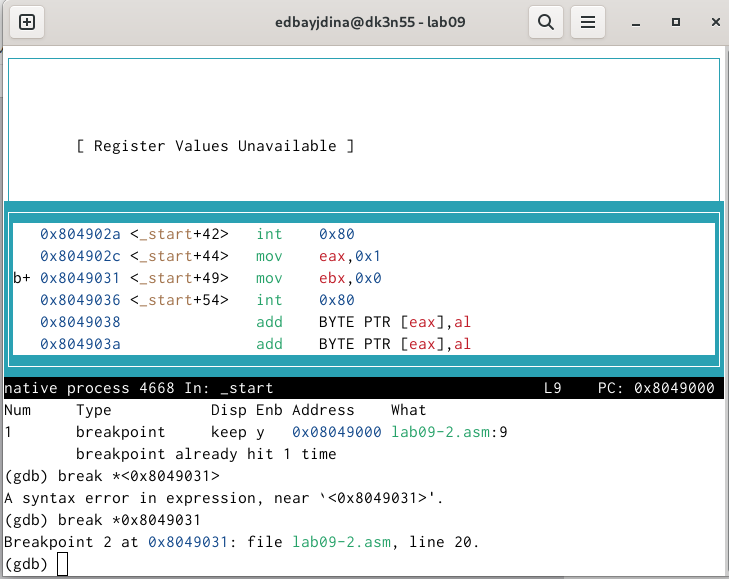 edbayjdina@dk3n55 - lab09
[ Register Values Unavailable ]
0x804902a <_start+42>   int    0x80
0x804902c <_start+44>   mov    eax,0x1
b+ 0x8049031 <_start+49>   mov    ebx,0x0
0x8049036 <_start+54>   int    0x80
0x8049038               add    BYTE PTR [eax],al
0x804903a               add    BYTE PTR [eax],al
native process 4668 In: _start                              L9    PC: 0x8049000
Num     Type           Disp Enb Address    What
1       breakpoint     keep y   0x08049000 lab09-2.asm:9
        breakpoint already hit 1 time
(gdb) break *<0x8049031>
A syntax error in expression, near `<0x8049031>'.
(gdb) break *0x8049031
Breakpoint 2 at 0x8049031: file lab09-2.asm, line 20.
(gdb)